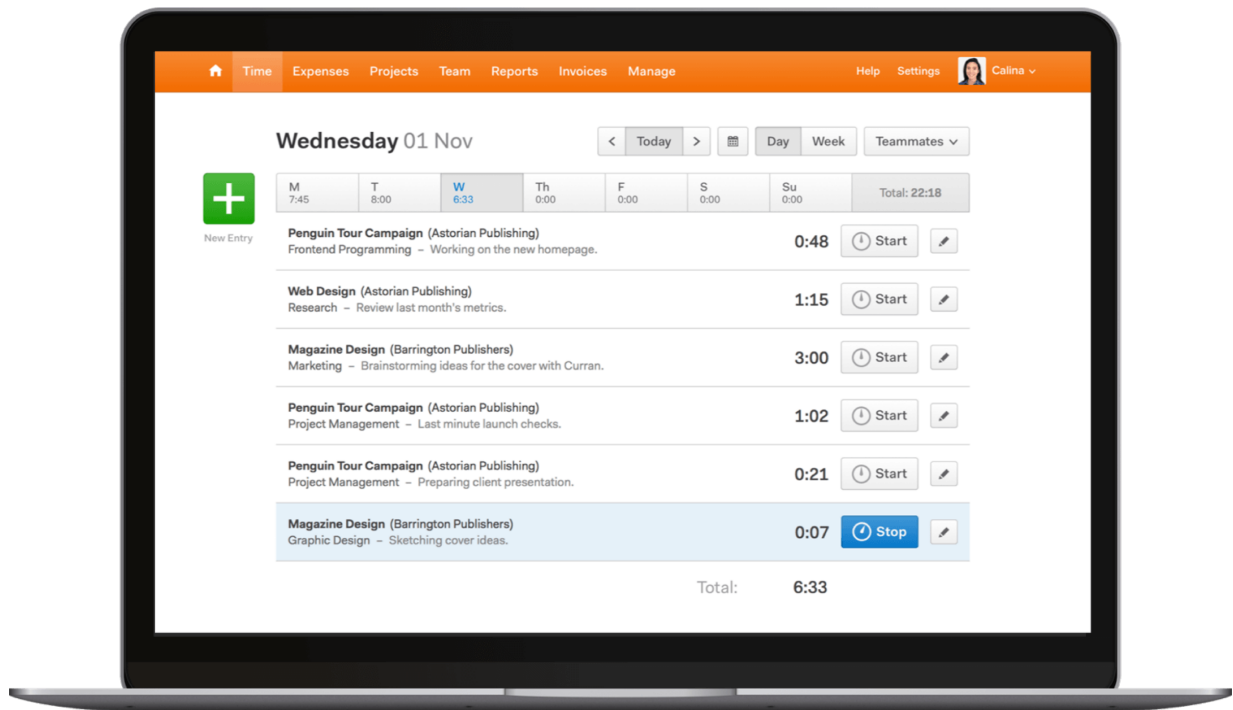 Time Expenses Projects Team Reports Invoices Manage Help Settings Calina
Wednesday 01 Nov Today Day Week Teammates
M T W Th F S Su Total: 22:18
7:45 8:00 6:33 0:00 0:00 0:00 0:00
New Entry
Penguin Tour Campaign (Astorian Publishing)
Frontend Programming – Working on the new homepage.
0:48 Start
Web Design (Astorian Publishing)
Research – Review last month's metrics.
1:15 Start
Magazine Design (Barrington Publishers)
Marketing – Brainstorming ideas for the cover with Curran.
3:00 Start
Penguin Tour Campaign (Astorian Publishing)
Project Management – Last minute launch checks.
1:02 Start
Penguin Tour Campaign (Astorian Publishing)
Project Management – Preparing client presentation.
0:21 Start
Magazine Design (Barrington Publishers)
Graphic Design – Sketching cover ideas.
0:07 Stop
Total: 6:33